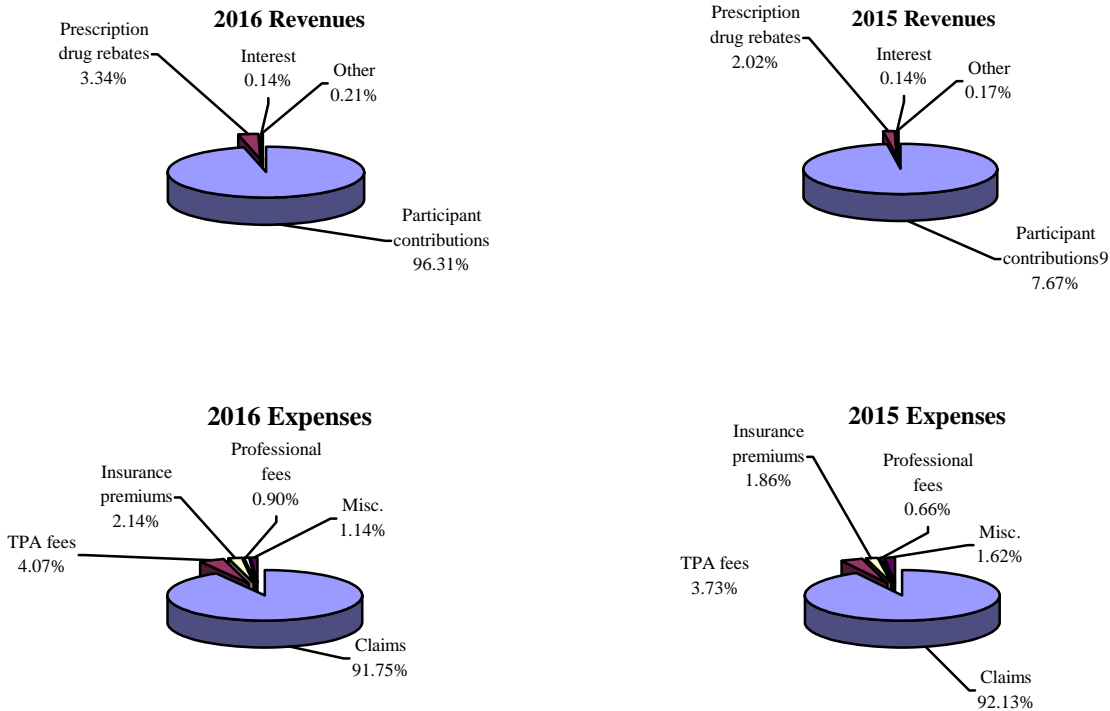 2016 Revenues
Prescription
drug rebates
3.34%
Interest
0.14%
Other
0.21%
Participant
contributions
96.31%
2015 Revenues
Prescription
drug rebates
2.02%
Interest
0.14%
Other
0.17%
Participant
contributions9
7.67%
2016 Expenses
Professional
fees
0.90%
Insurance
premiums
2.14%
Misc.
1.14%
TPA fees
4.07%
Claims
91.75%
2015 Expenses
Insurance
premiums
1.86%
Professional
fees
0.66%
Misc.
1.62%
TPA fees
3.73%
Claims
92.13%